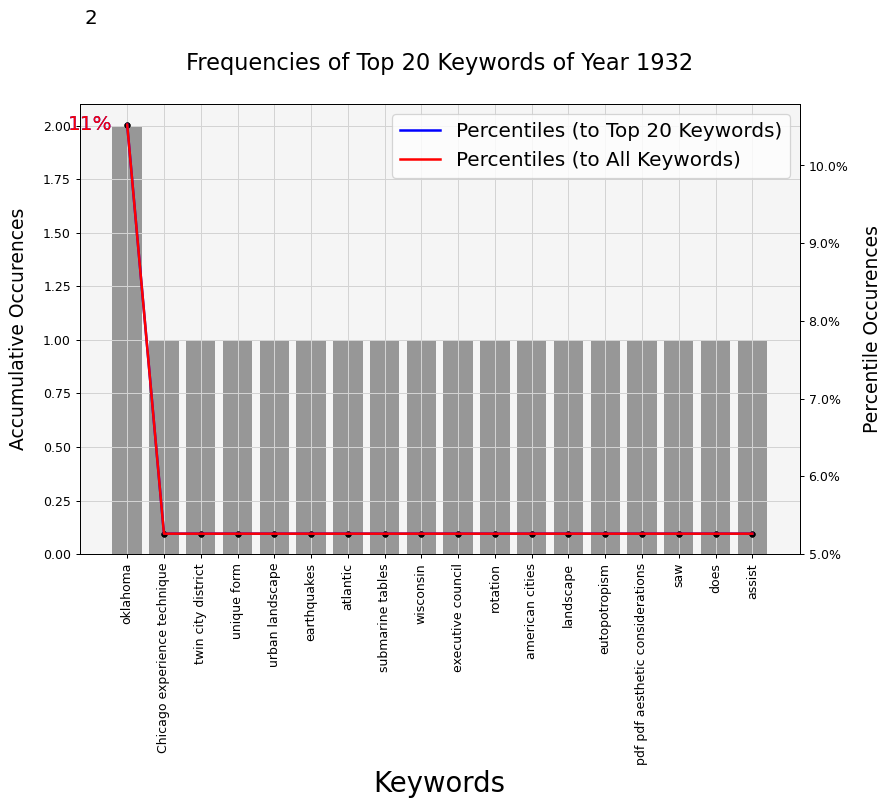 2
Frequencies of Top 20 Keywords of Year 1932
11%
Percentiles (to Top 20 Keywords)
Percentiles (to All Keywords)
2.00
1.75
1.50
1.25
1.00
0.75
0.50
0.25
0.00
Accumulative Occurences
10.0%
9.0%
8.0%
7.0%
6.0%
5.0%
Percentile Occurences
oklahoma
Chicago experience technique
twin city district
unique form
urban landscape
earthquakes
atlantic
submarine tables
wisconsin
executive council
rotation
american cities
landscape
eutopotropism
pdf pdf aesthetic considerations
saw
does
assist
Keywords